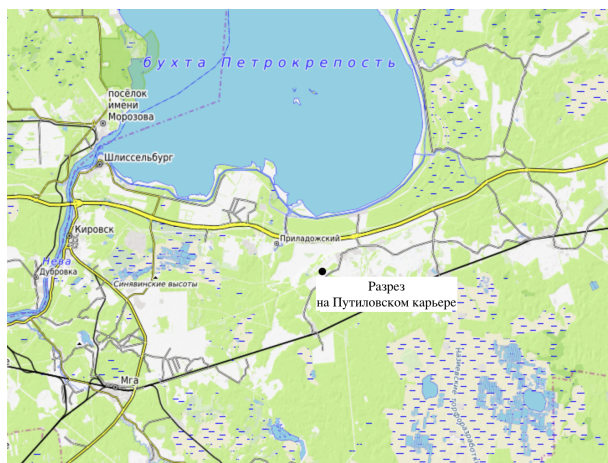 бухта Петрокрепость
посёлок
имени
Морозова
Шлиссельбург
Кировск
Приладожский
Нева
Дубровка
Синявинские высоты
Разрез
на Путиловском карьере
Мга